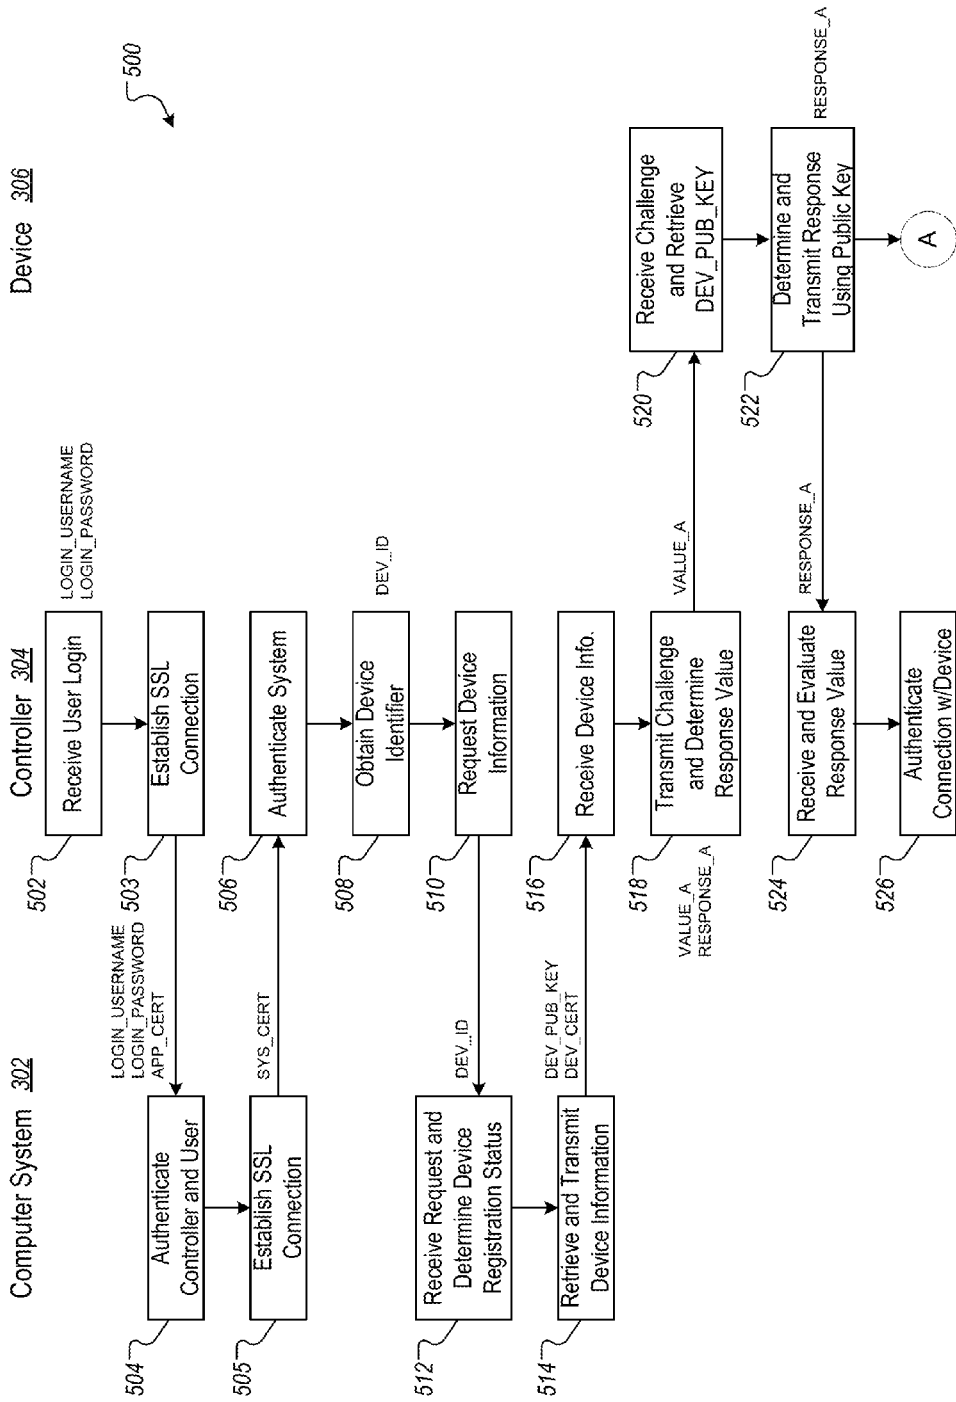 Computer System 302
Controller 304
Device 306
500
LOGIN_USERNAME
LOGIN_PASSWORD
Receive User Login
502
Establish SSL
Connection
503
LOGIN_USERNAME
LOGIN_PASSWORD
APP_CERT
Authenticate
Controller and User
504
Establish SSL
Connection
505
SYS_CERT
Authenticate System
506
Obtain Device
Identifier
508
DEV_ID
Request Device
Information
510
DEV_ID
Receive Request and
Determine Device
Registration Status
512
Retrieve and Transmit
Device Information
514
DEV_PUB_KEY
DEV_CERT
Receive Device Info.
516
Transmit Challenge
and Determine
Response Value
518
VALUE_A
RESPONSE_A
VALUE_A
Receive Challenge
and Retrieve
DEV_PUB_KEY
520
Determine and
Transmit Response
Using Public Key
522
RESPONSE_A
A
RESPONSE_A
Receive and Evaluate
Response Value
524
Authenticate
Connection w/Device
526